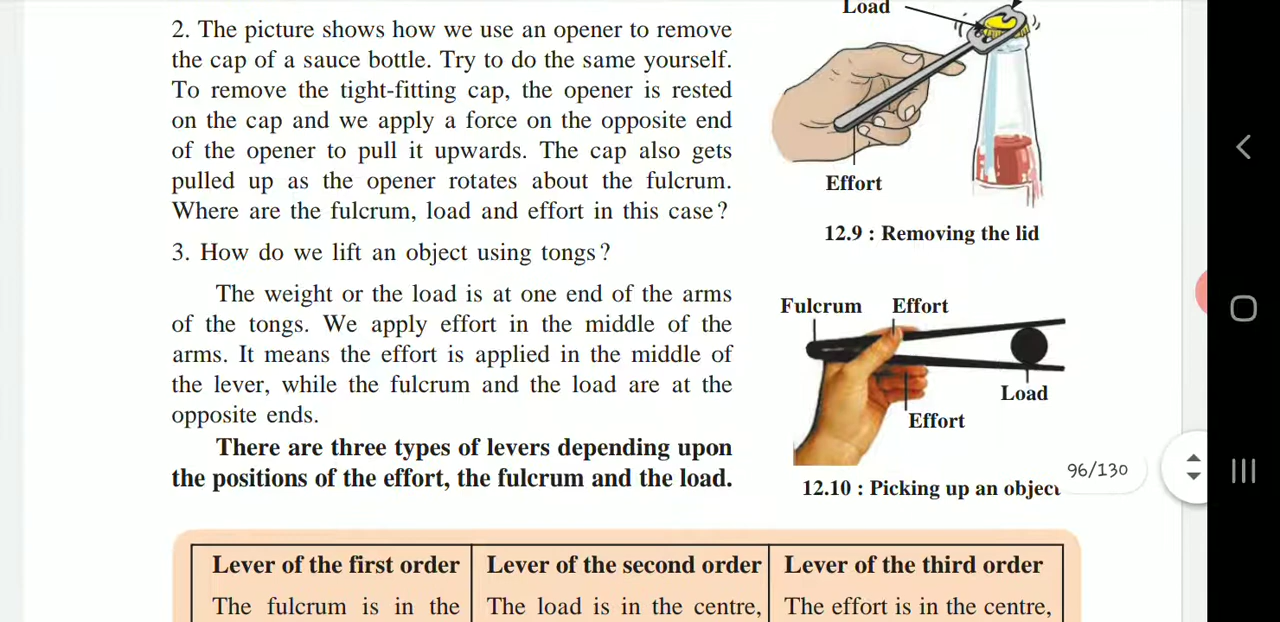 Load
2. The picture shows how we use an opener to remove
the cap of a sauce bottle. Try to do the same yourself.
To remove the tight-fitting cap, the opener is rested
on the cap and we apply a force on the opposite end
of the opener to pull it upwards. The cap also gets
pulled up as the opener rotates about the fulcrum.
Where are the fulcrum, load and effort in this case?
Effort
12.9 : Removing the lid
3. How do we lift an object using tongs?
The weight or the load is at one end of the arms
of the tongs. We apply effort in the middle of the
arms. It means the effort is applied in the middle of
the lever, while the fulcrum and the load are at the
opposite ends.
Fulcrum Effort
Load
Effort
12.10 : Picking up an object
There are three types of levers depending upon
the positions of the effort, the fulcrum and the load.
96/130
Lever of the first order
The fulcrum is in the
Lever of the second order
The load is in the centre,
Lever of the third order
The effort is in the centre,